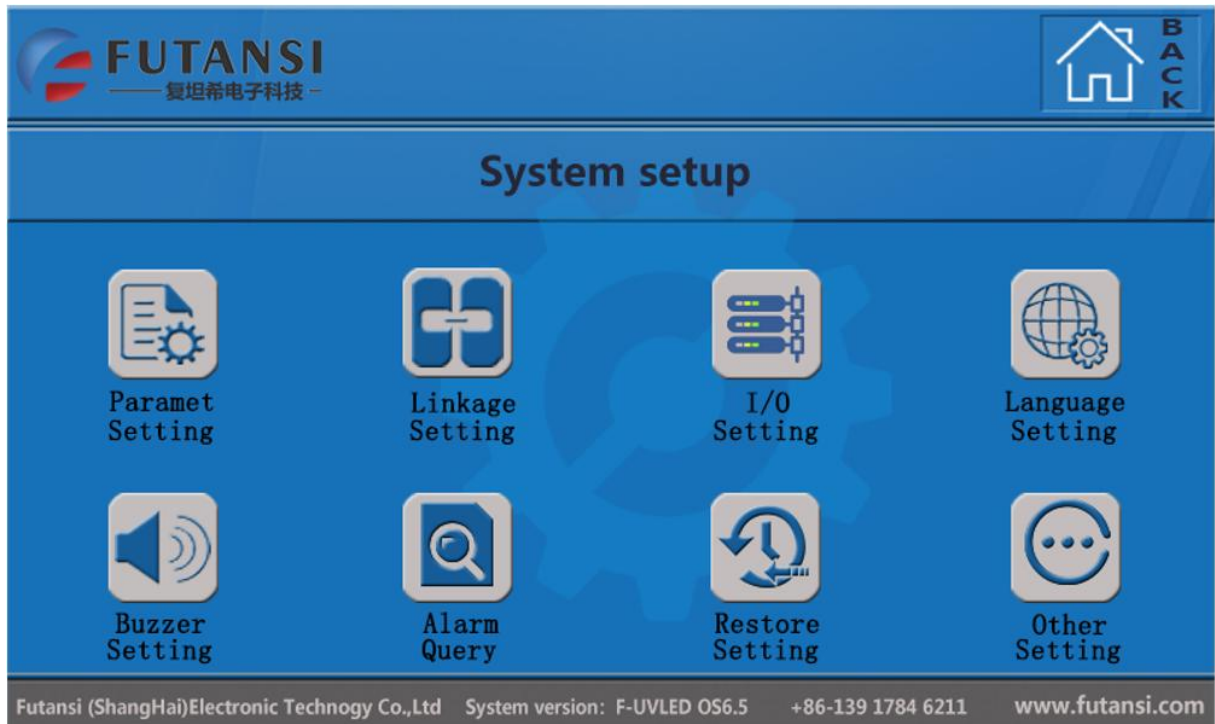 FUTANSI
复坦希电子科技
BACK
System setup
Paramet
Setting
Linkage
Setting
I/O
Setting
Language
Setting
Buzzer
Setting
Alarm
Query
Restore
Setting
Other
Setting
Futansi (ShangHai)Electronic Technogy Co.,Ltd System version: F-UVLED OS6.5 +86-139 1784 6211 www.futansi.com